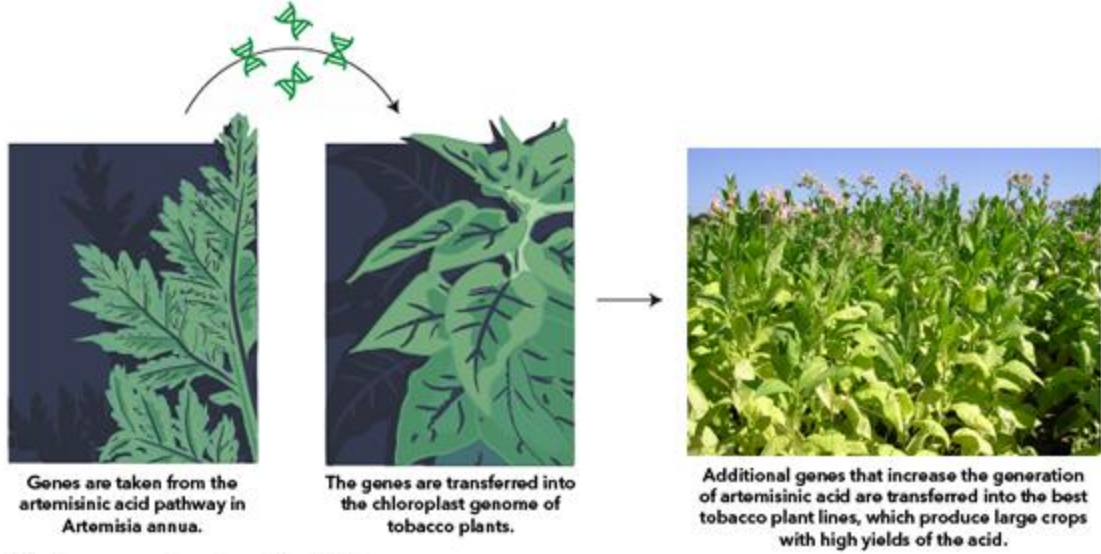 Genes are taken from the
artemisinic acid pathway in
Artemisia annua.
The genes are transferred into
the chloroplast genome of
tobacco plants.
Additional genes that increase the generation
of artemisinic acid are transferred into the best
tobacco plant lines, which produce large crops
with high yields of the acid.